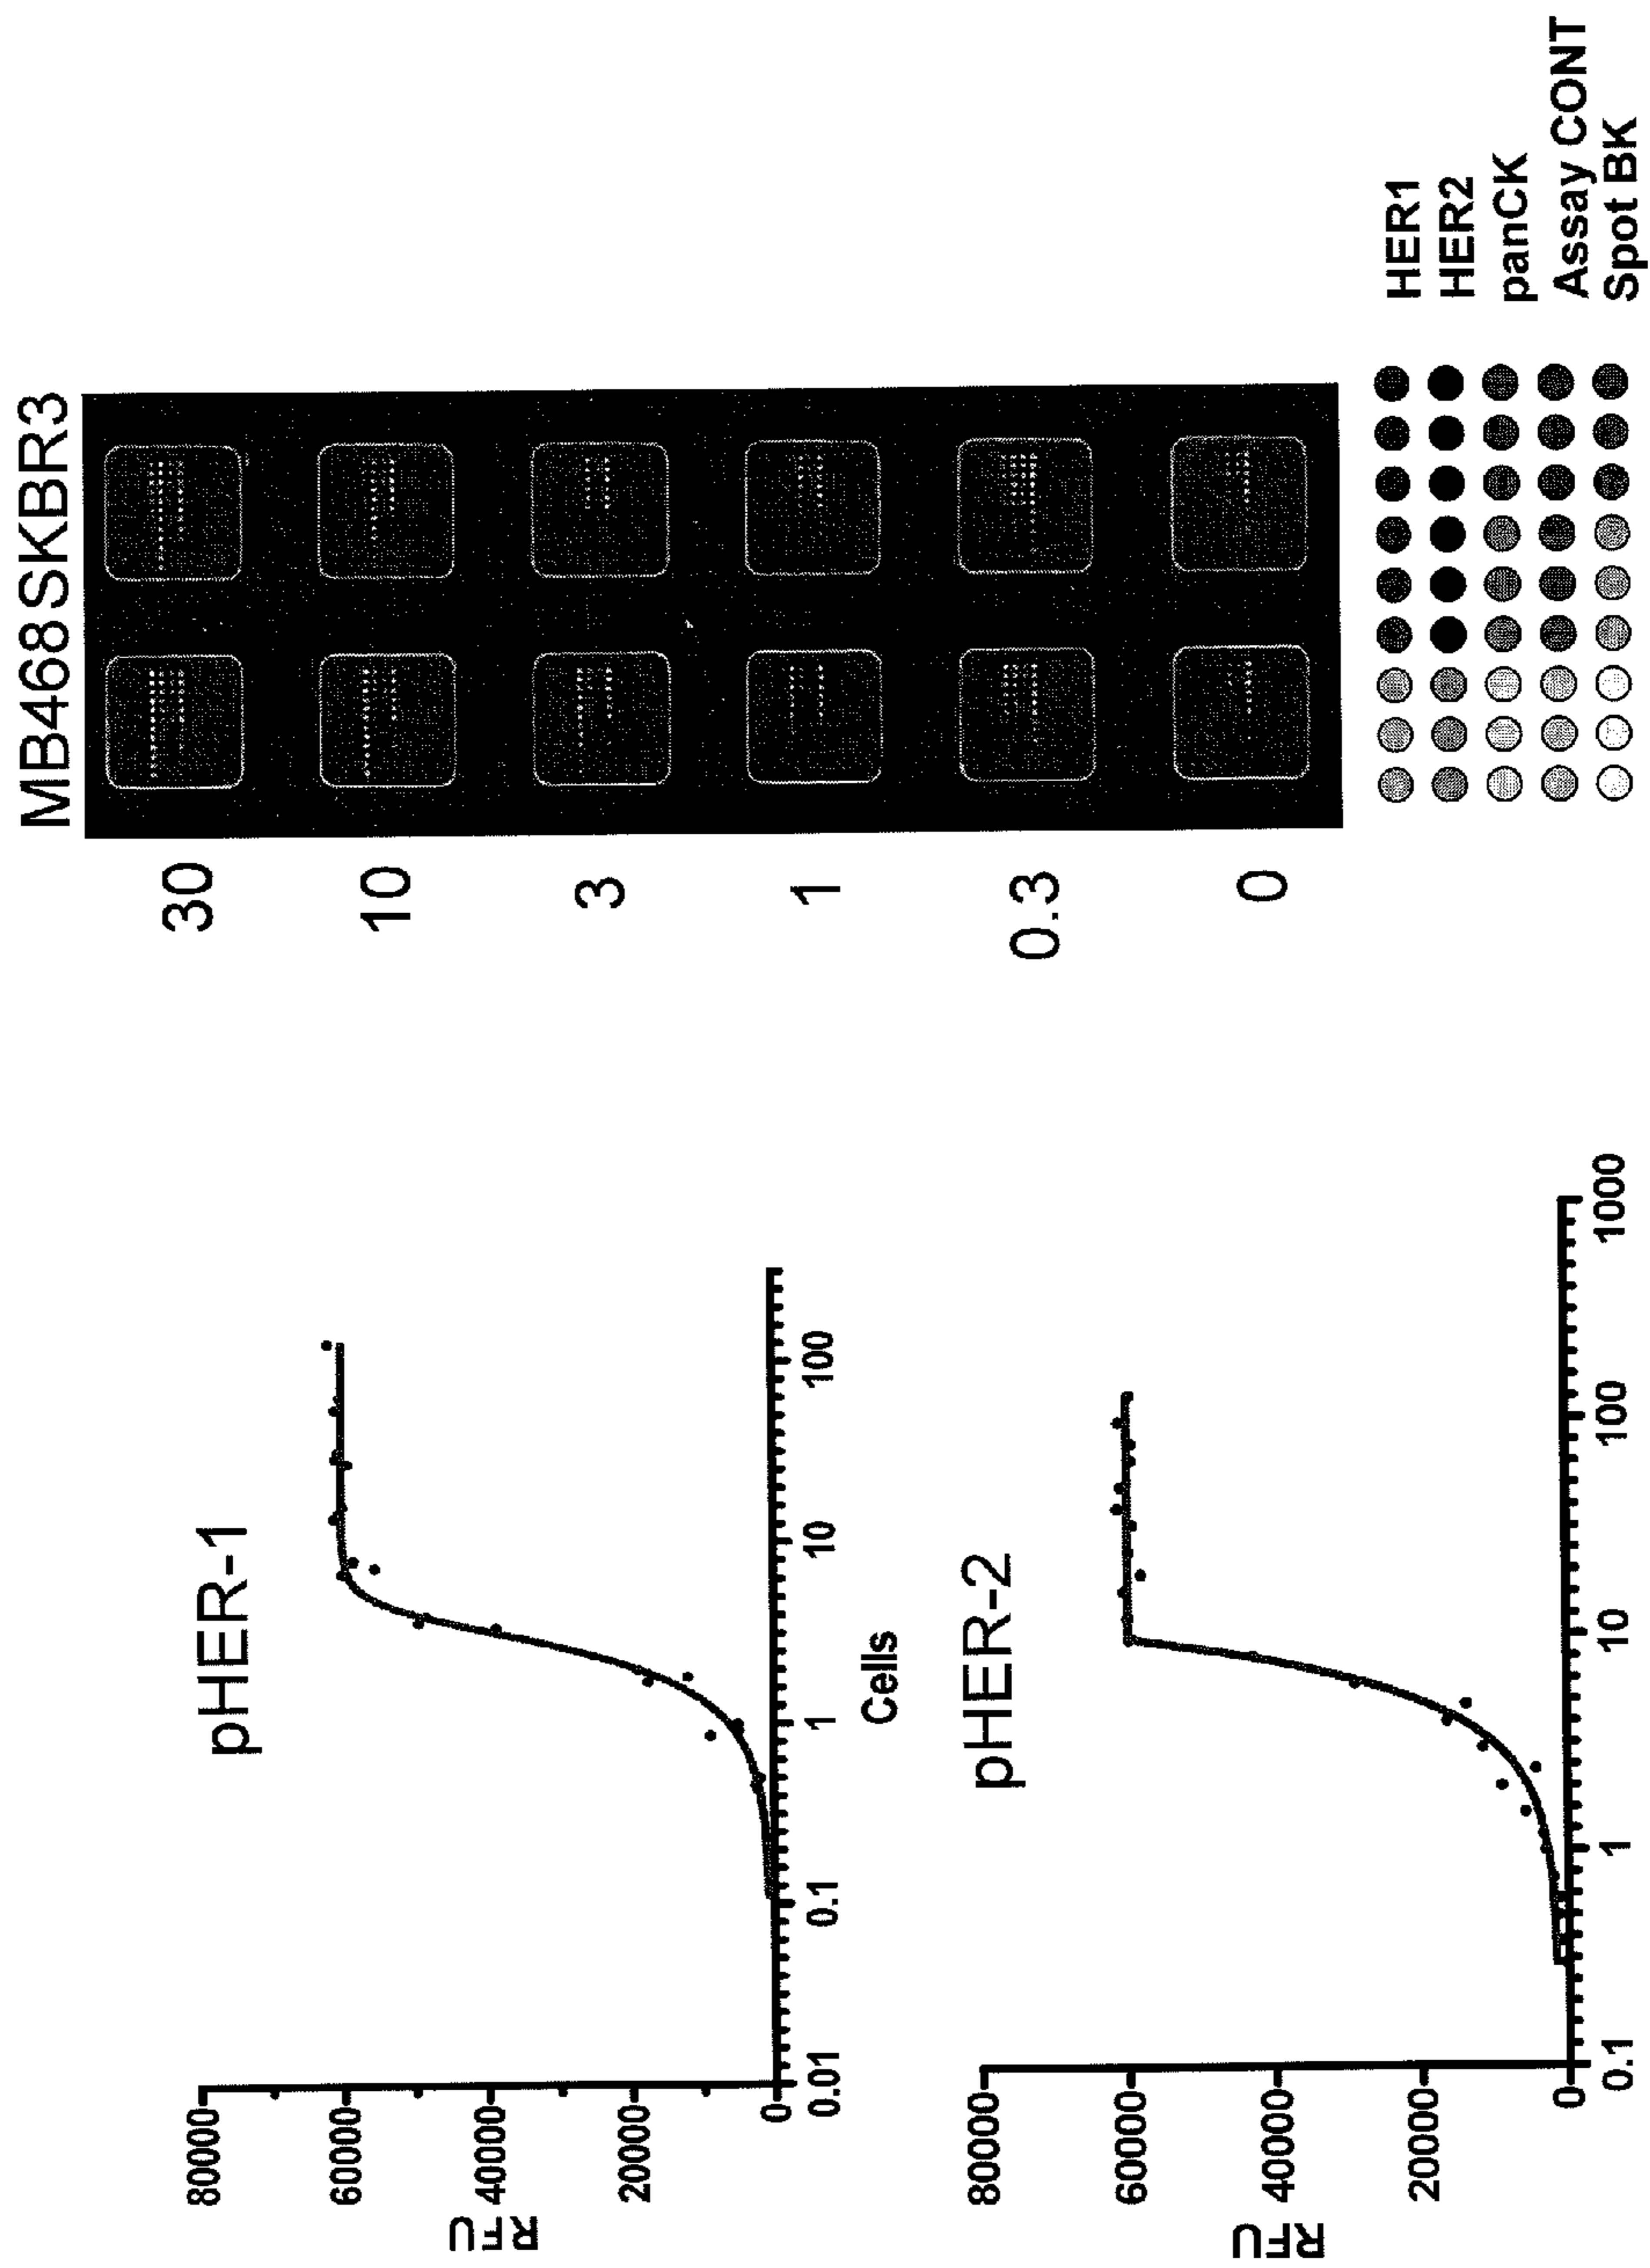 pHER-1
RFU
80000
60000
40000
20000
0
0.01 0.1 1 10 100
Cells
pHER-2
RFU
80000
60000
40000
20000
0
0.1 1 10 100 1000
MB468 SKBR3
30
10
3
1
0.3
0
HER1
HER2
panCK
Assay CONT
Spot BK